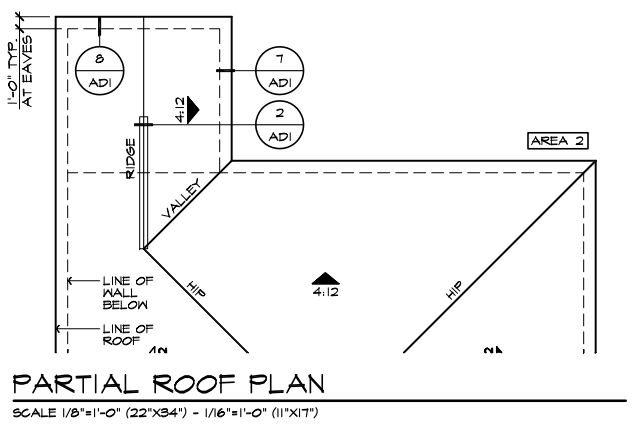 1'-0" TYP.
AT EAVES
8
AD1
7
AD1
2
AD1
4:12
RIDGE
VALLEY
AREA 2
HIP
HIP
4:12
LINE OF
WALL
BELOW
LINE OF
ROOF
PARTIAL ROOF PLAN
SCALE 1/8"=1'-0" (22"X34") - 1/16"=1'-0" (11"X17")